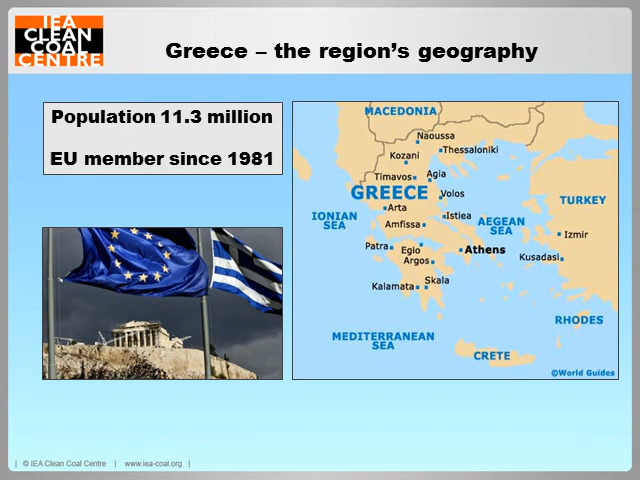 IEA
CLEAN
COAL
CENTRE
Greece – the region's geography
Population 11.3 million
EU member since 1981
MACEDONIA
Naoussa
Thessaloniki
Kozani
Timavos
Agia
GREECE
Volos
TURKEY
Arta
IONIAN
SEA
Istiea
AEGEAN
SEA
Amfissa
Izmir
Patra
Egio
Athens
Argos
Kusadasi
Kalamata
Skala
RHODES
MEDITERRANEAN
SEA
CRETE
©World Guides
| © IEA Clean Coal Centre | www.iea-coal.org |